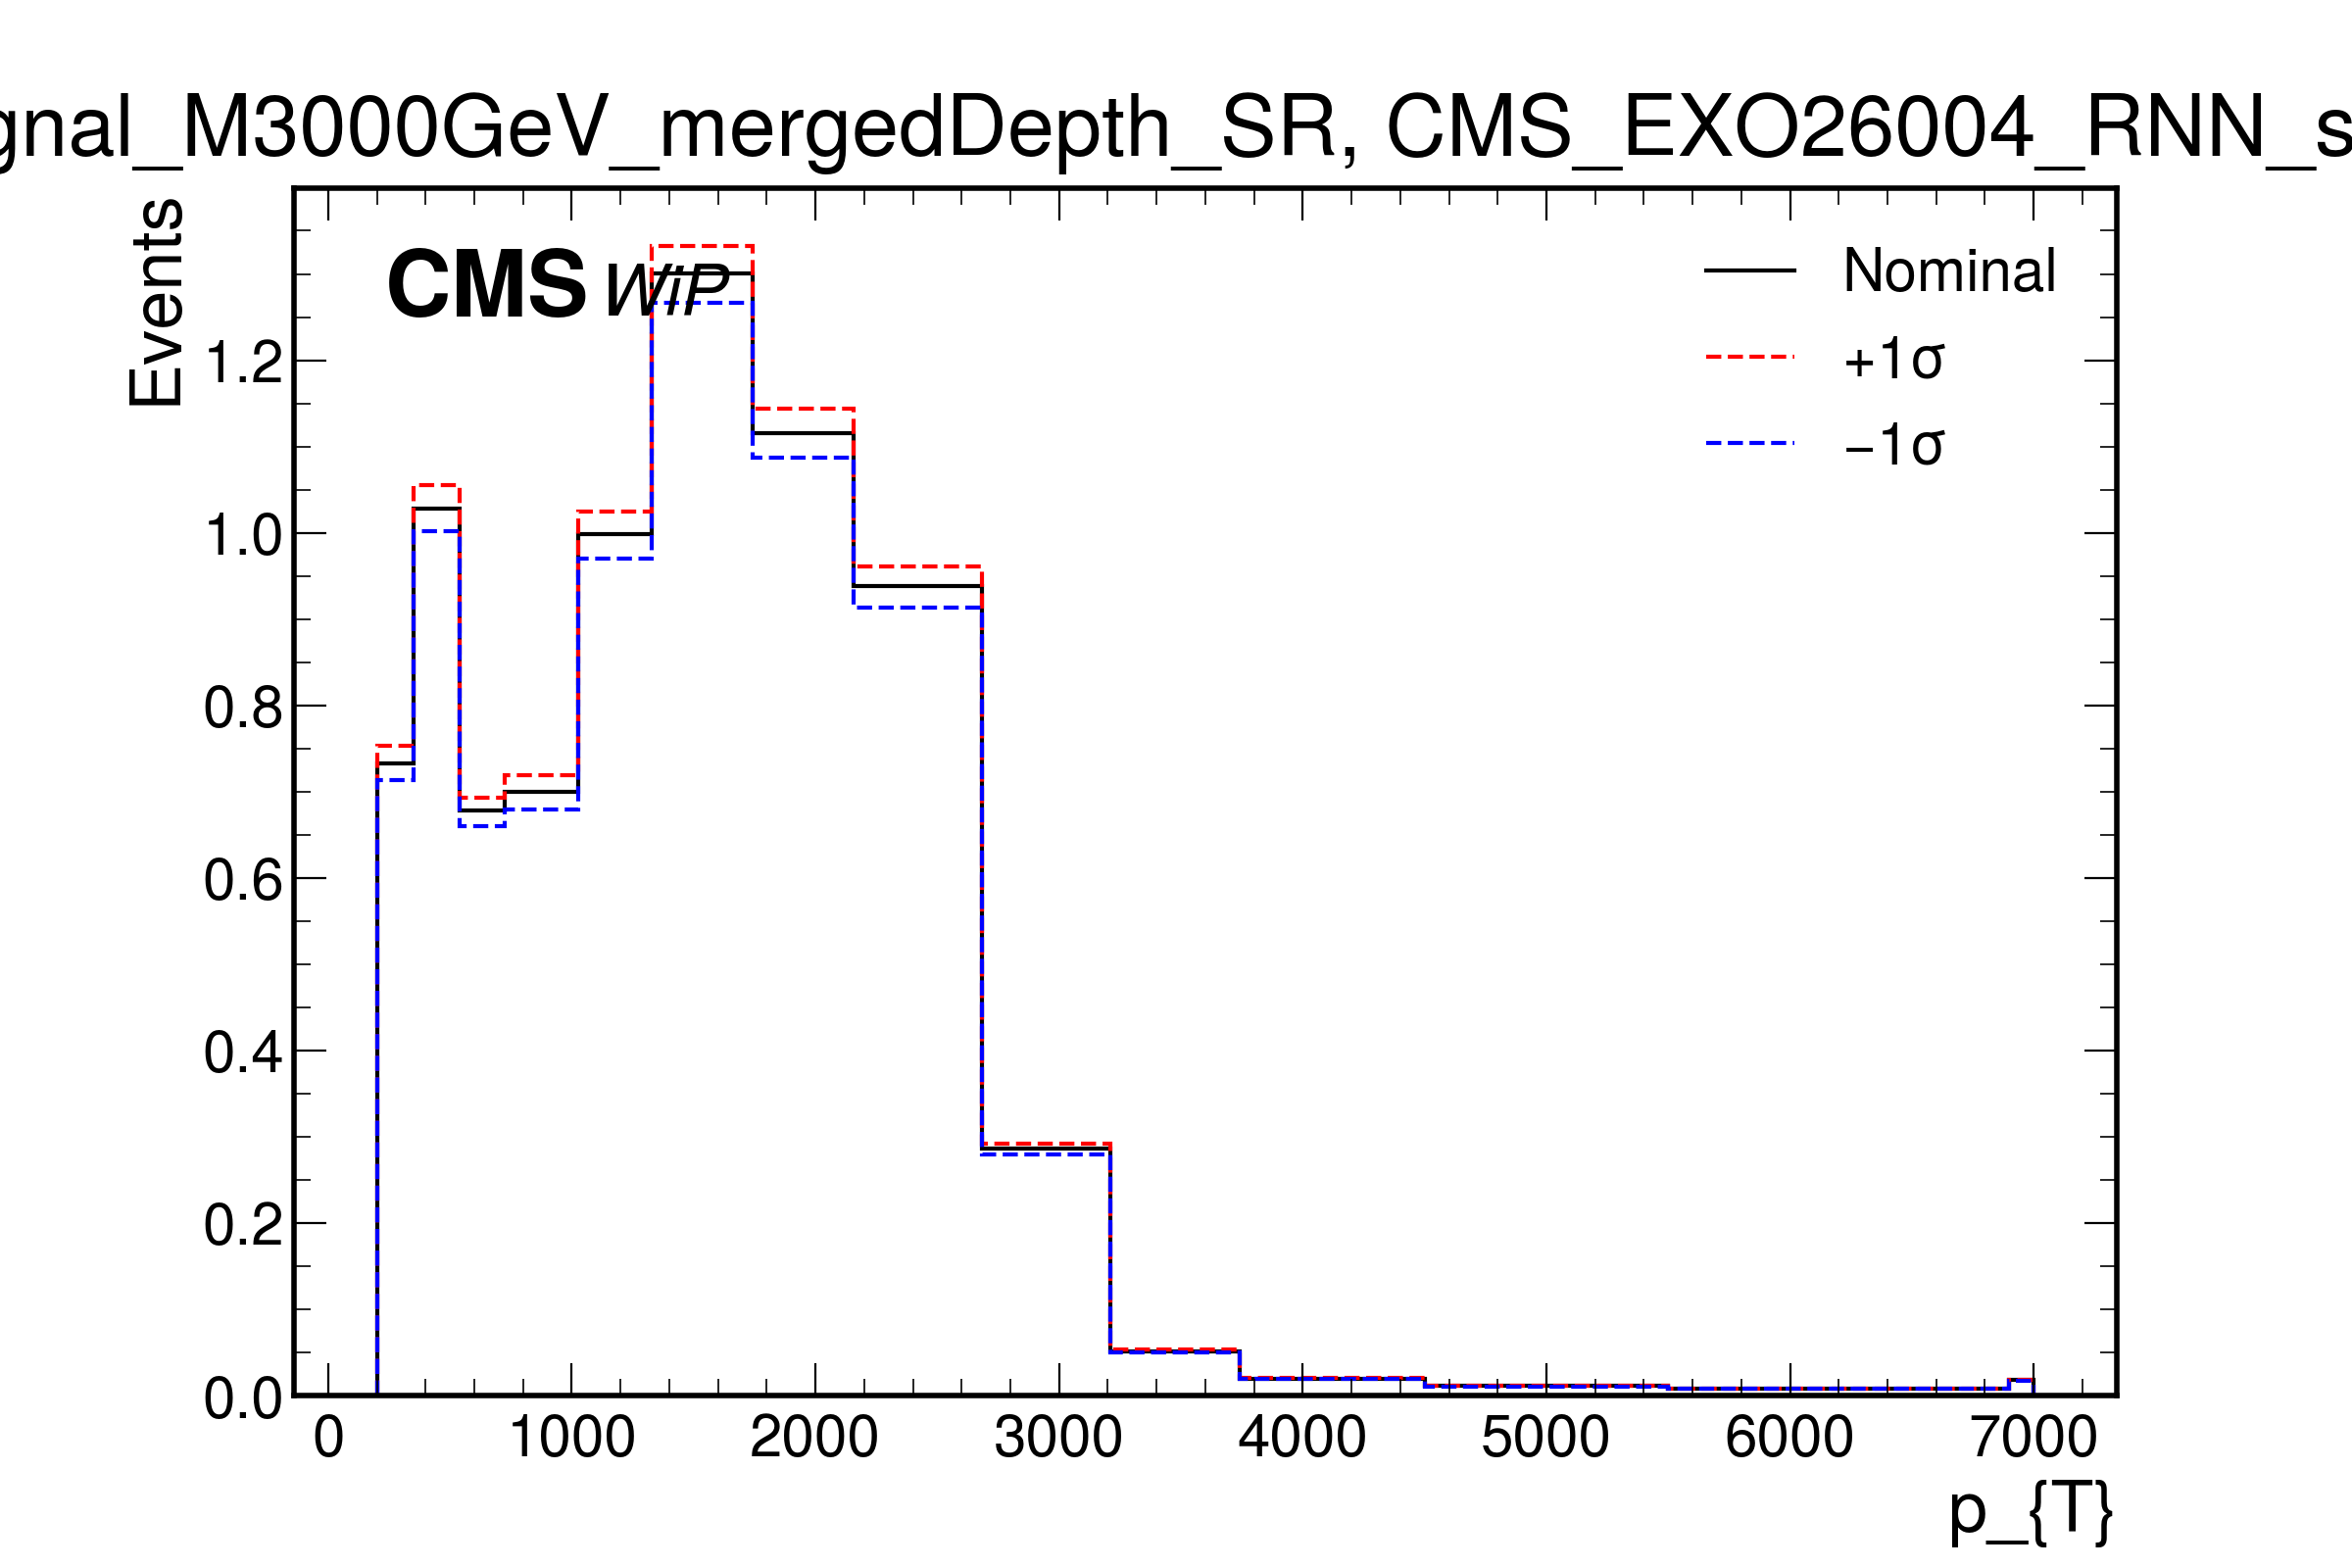 gnal_M3000GeV_mergedDepth_SR, CMS_EXO26004_RNN_s
Events
CMS WiP
Nominal
+1σ
−1σ
1.2
1.0
0.8
0.6
0.4
0.2
0.0
0 1000 2000 3000 4000 5000 6000 7000
p_{T}